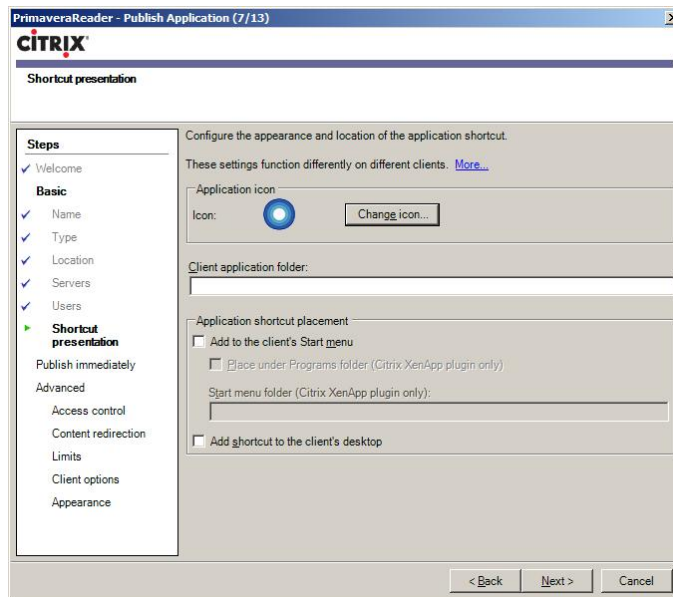 PrimaveraReader - Publish Application (7/13)
CITRIX
Shortcut presentation
Steps
Welcome
Basic
Name
Type
Location
Servers
Users
Shortcut
presentation
Publish immediately
Advanced
Access control
Content redirection
Limits
Client options
Appearance
Configure the appearance and location of the application shortcut.
These settings function differently on different clients. More...
Application icon
Icon: Change icon...
Client application folder:
Application shortcut placement
Add to the client's Start menu
Place under Programs folder (Citrix XenApp plugin only)
Start menu folder (Citrix XenApp plugin only):
Add shortcut to the client's desktop
< Back Next > Cancel